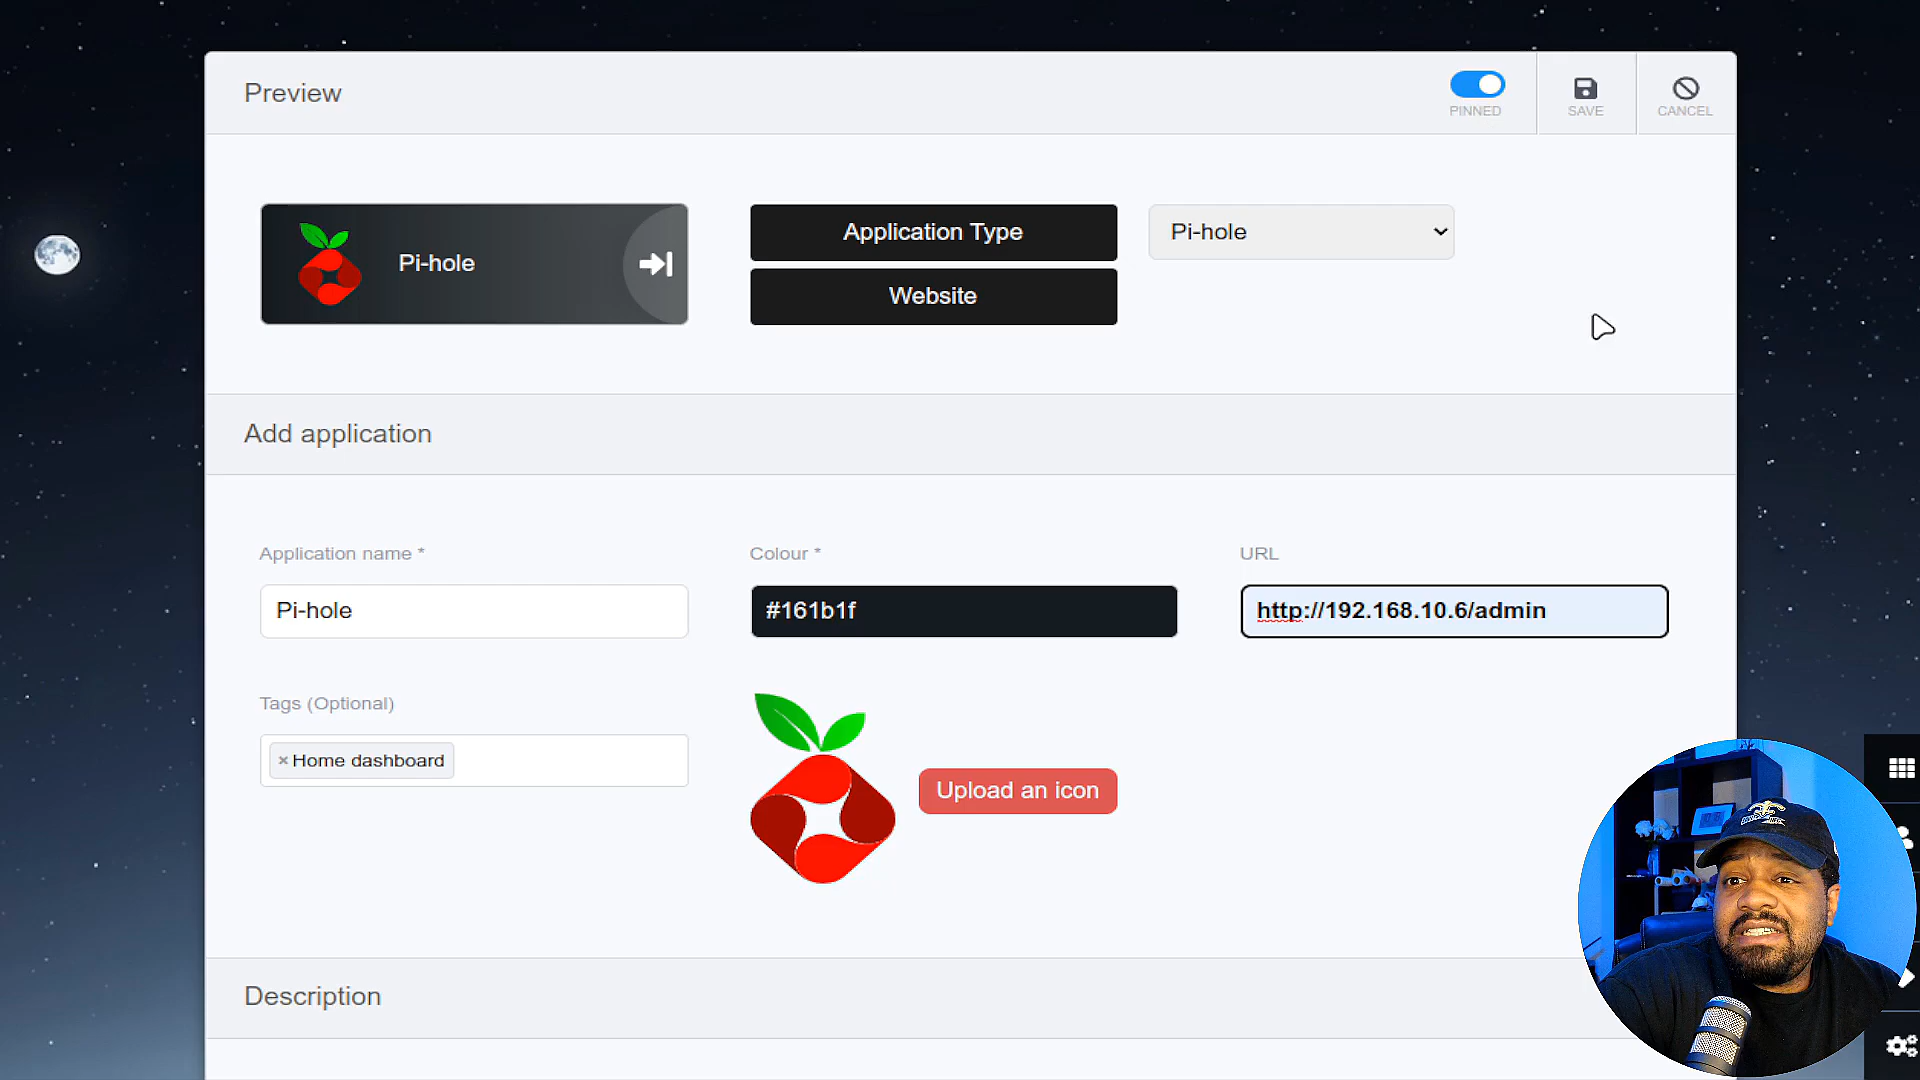 Preview
PINNED
SAVE
CANCEL
Pi-hole
Application Type
Pi-hole
Website
Add application
Application name *
Colour *
URL
Pi-hole
#161b1f
http://192.168.10.6/admin
Tags (Optional)
× Home dashboard
Upload an icon
Description